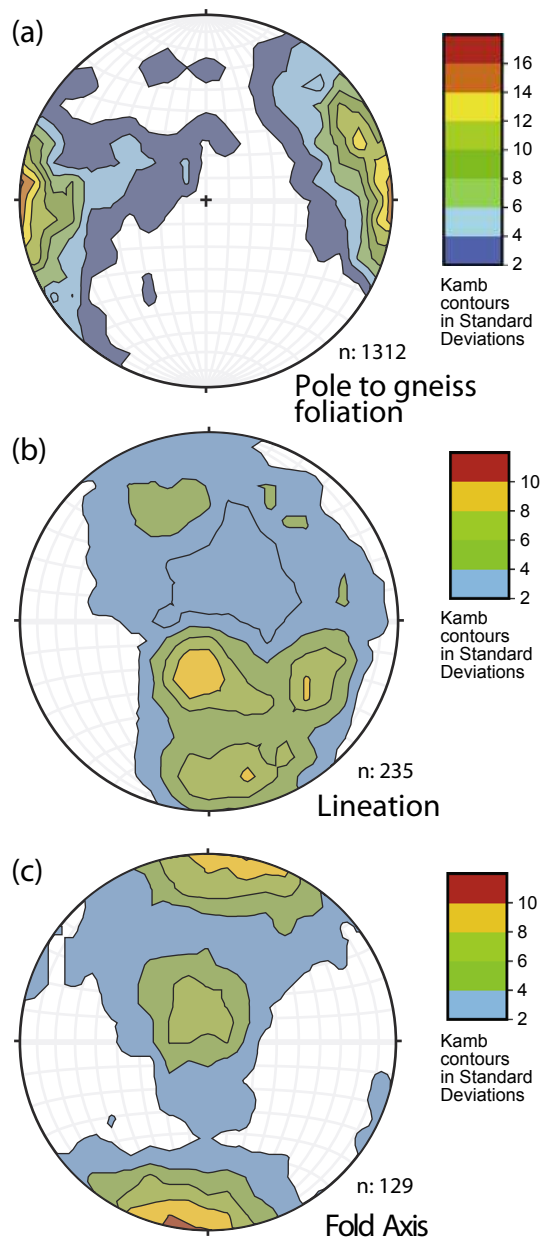 (a)
16
14
12
10
8
6
4
2
Kamb
contours
in Standard
Deviations
n: 1312
Pole to gneiss
foliation
(b)
10
8
6
4
2
Kamb
contours
in Standard
Deviations
n: 235
Lineation
(c)
10
8
6
4
2
Kamb
contours
in Standard
Deviations
n: 129
Fold Axis